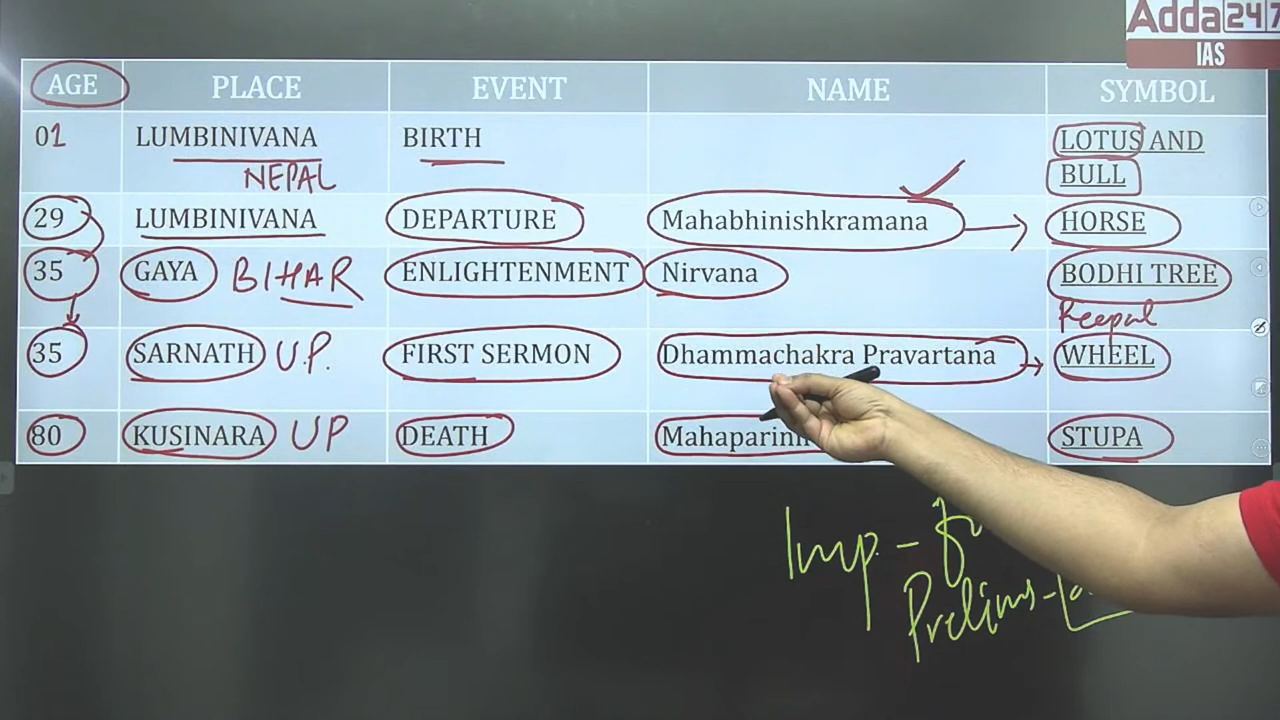 Adda247
IAS
AGE PLACE EVENT NAME SYMBOL
01 LUMBINIVANA BIRTH LOTUS AND
NEPAL BULL
29 LUMBINIVANA DEPARTURE Mahabhinishkramana HORSE
35 GAYA BIHAR ENLIGHTENMENT Nirvana BODHI TREE
Peepal
35 SARNATH U.P. FIRST SERMON Dhammachakra Pravartana WHEEL
80 KUSINARA UP DEATH STUPA
Imp -
Prelims -